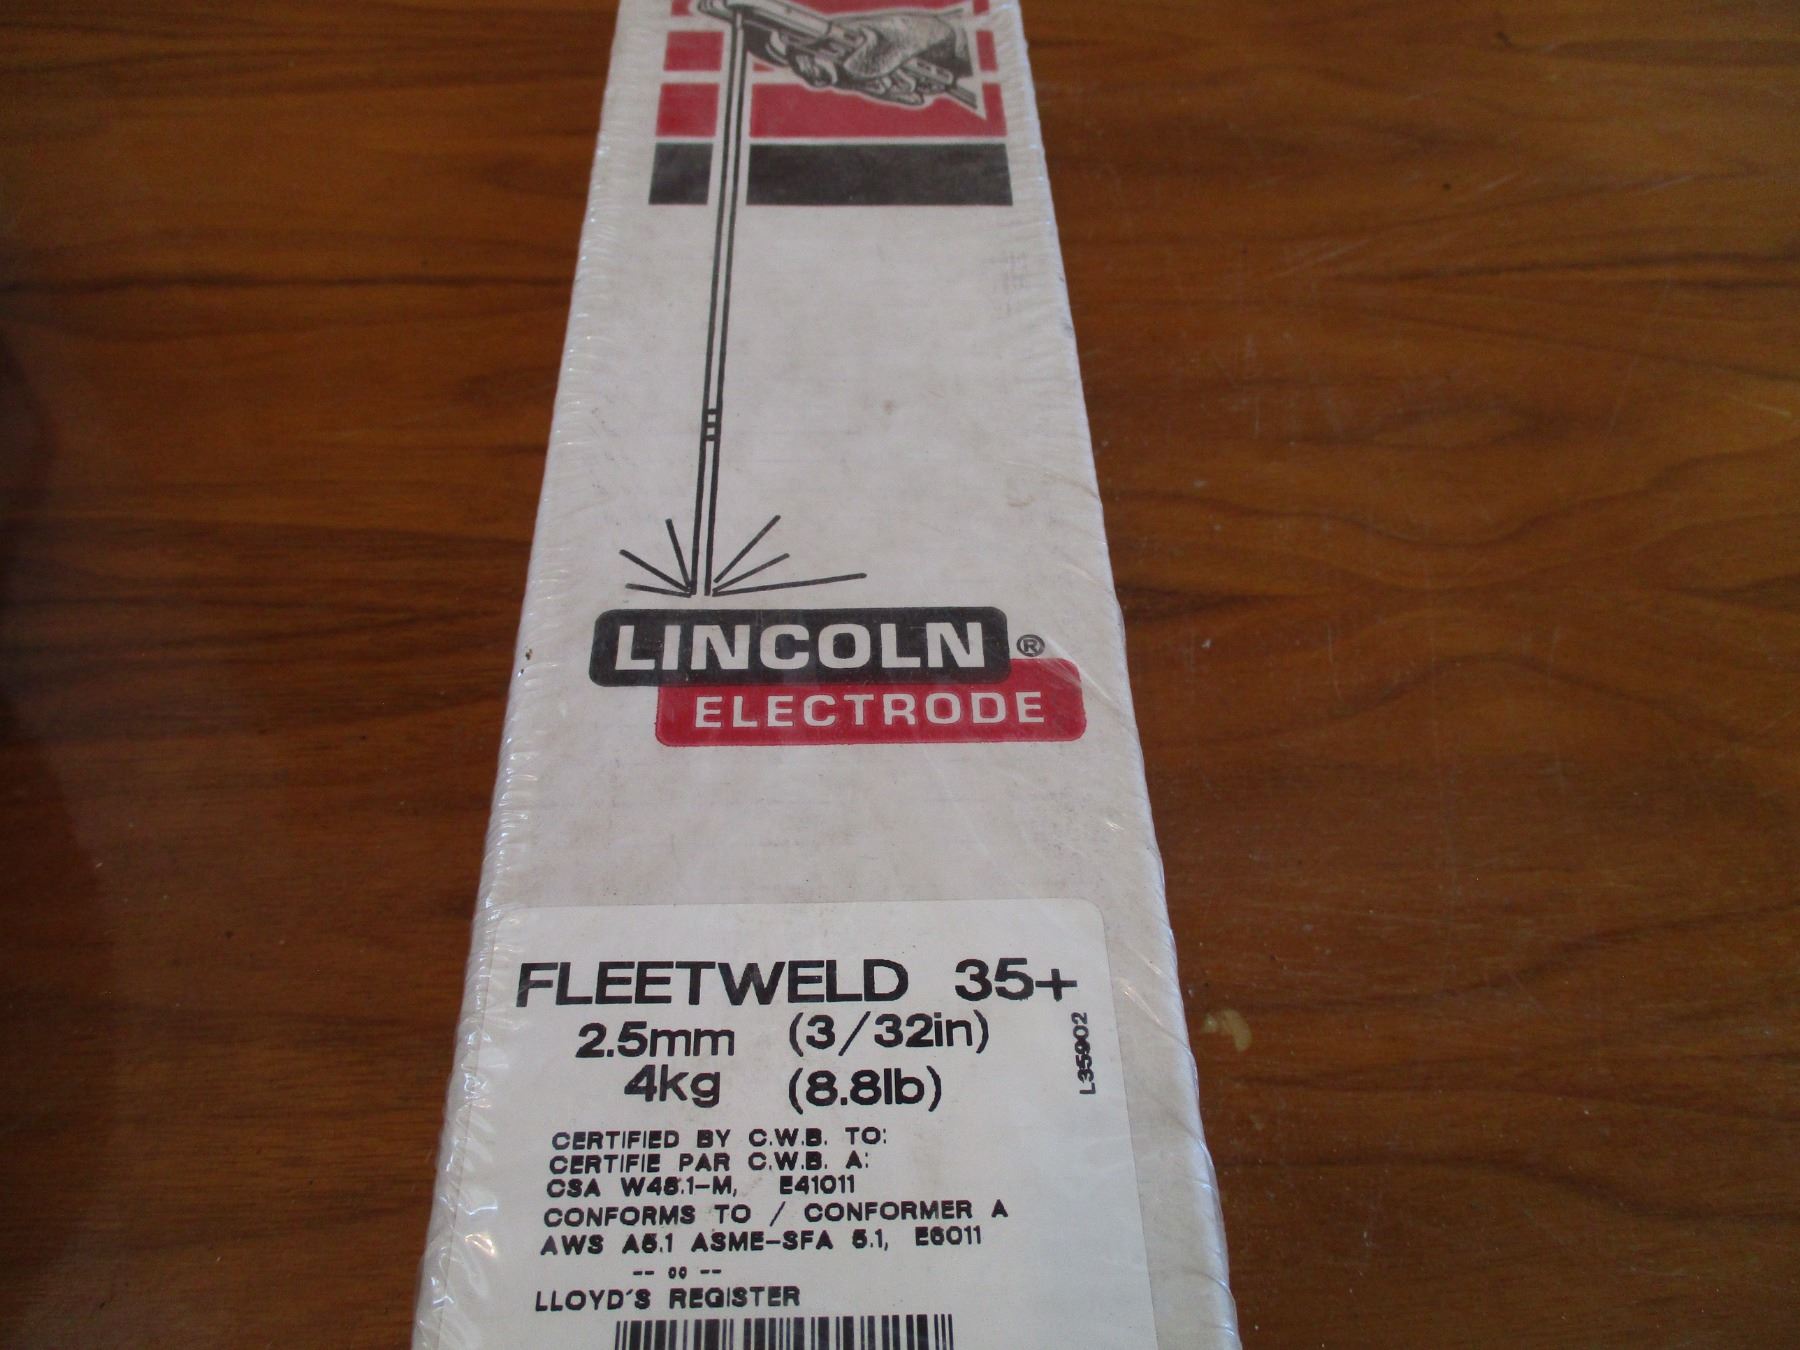 LINCOLN ®
ELECTRODE
FLEETWELD 35+
2.5mm (3/32in)
4kg (8.8lb)
L35902
CERTIFIED BY C.W.B. TO:
CERTIFIE PAR C.W.B. A:
CSA W48.1-M, E41011
CONFORMS TO / CONFORMER A
AWS A5.1 ASME-SFA 5.1, E6011
-- oo --
LLOYD'S REGISTER